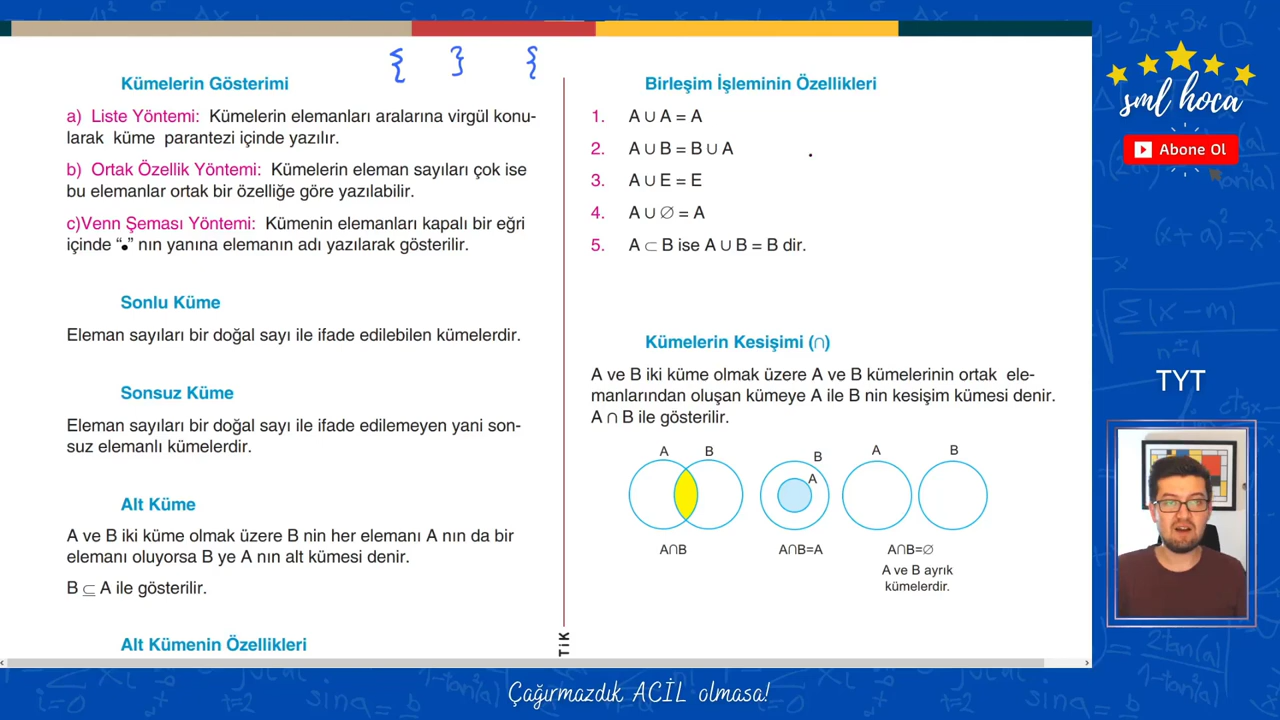 { } {
Kümelerin Gösterimi
a) Liste Yöntemi: Kümelerin elemanları aralarına virgül konu-
larak küme parantezi içinde yazılır.
b) Ortak Özellik Yöntemi: Kümelerin eleman sayıları çok ise
bu elemanlar ortak bir özelliğe göre yazılabilir.
c)Venn Şeması Yöntemi: Kümenin elemanları kapalı bir eğri
içinde “•” nın yanına elemanın adı yazılarak gösterilir.
Sonlu Küme
Eleman sayıları bir doğal sayı ile ifade edilebilen kümelerdir.
Sonsuz Küme
Eleman sayıları bir doğal sayı ile ifade edilemeyen yani son-
suz elemanlı kümelerdir.
Alt Küme
A ve B iki küme olmak üzere B nin her elemanı A nın da bir
elemanı oluyorsa B ye A nın alt kümesi denir.
B ⊆ A ile gösterilir.
Alt Kümenin Özellikleri
TİK
Birleşim İşleminin Özellikleri
1. A ∪ A = A
2. A ∪ B = B ∪ A
3. A ∪ E = E
4. A ∪ ∅ = A
5. A ⊂ B ise A ∪ B = B dir.
Kümelerin Kesişimi (∩)
A ve B iki küme olmak üzere A ve B kümelerinin ortak ele-
manlarından oluşan kümeye A ile B nin kesişim kümesi denir.
A ∩ B ile gösterilir.
A B B A A B
A∩B A∩B=A A∩B=∅
A ve B ayrık
kümelerdir.
sml hoca
Abone Ol
TYT
Çağırmazdık ACİL olmasa!